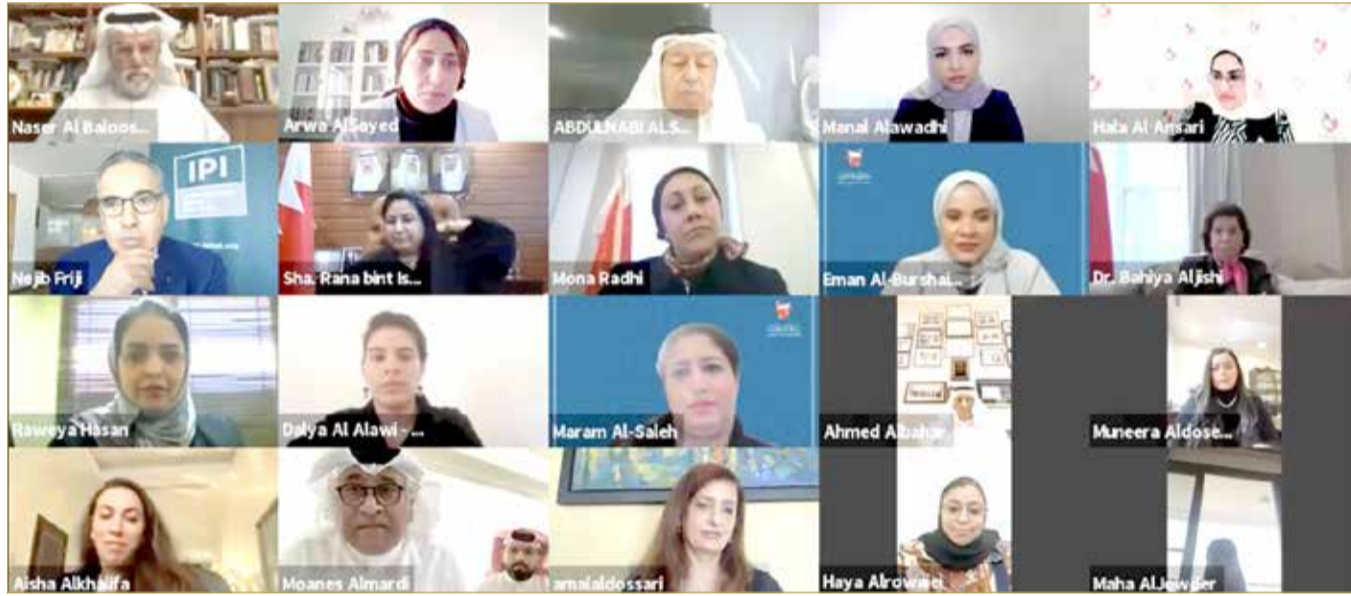 Naser Al Baloos...
Arwa AlSayed
ABDULNABI ALS...
Manal Alawadhi
Hala Al Ansari
IPI
Nejib Friji
Sha. Rana bint Is...
Mona Radhi
Eman Al-Burshai...
Dr. Bahiya Aljishi
Raweya Hasan
Dalya Al Alawi - ...
Maram Al-Saleh
Ahmed Albahar
Muneera Aldose...
Aisha Alkhalifa
Moanes Almardi
amalaldossari
Haya Alrowaiei
Maha AlJowder